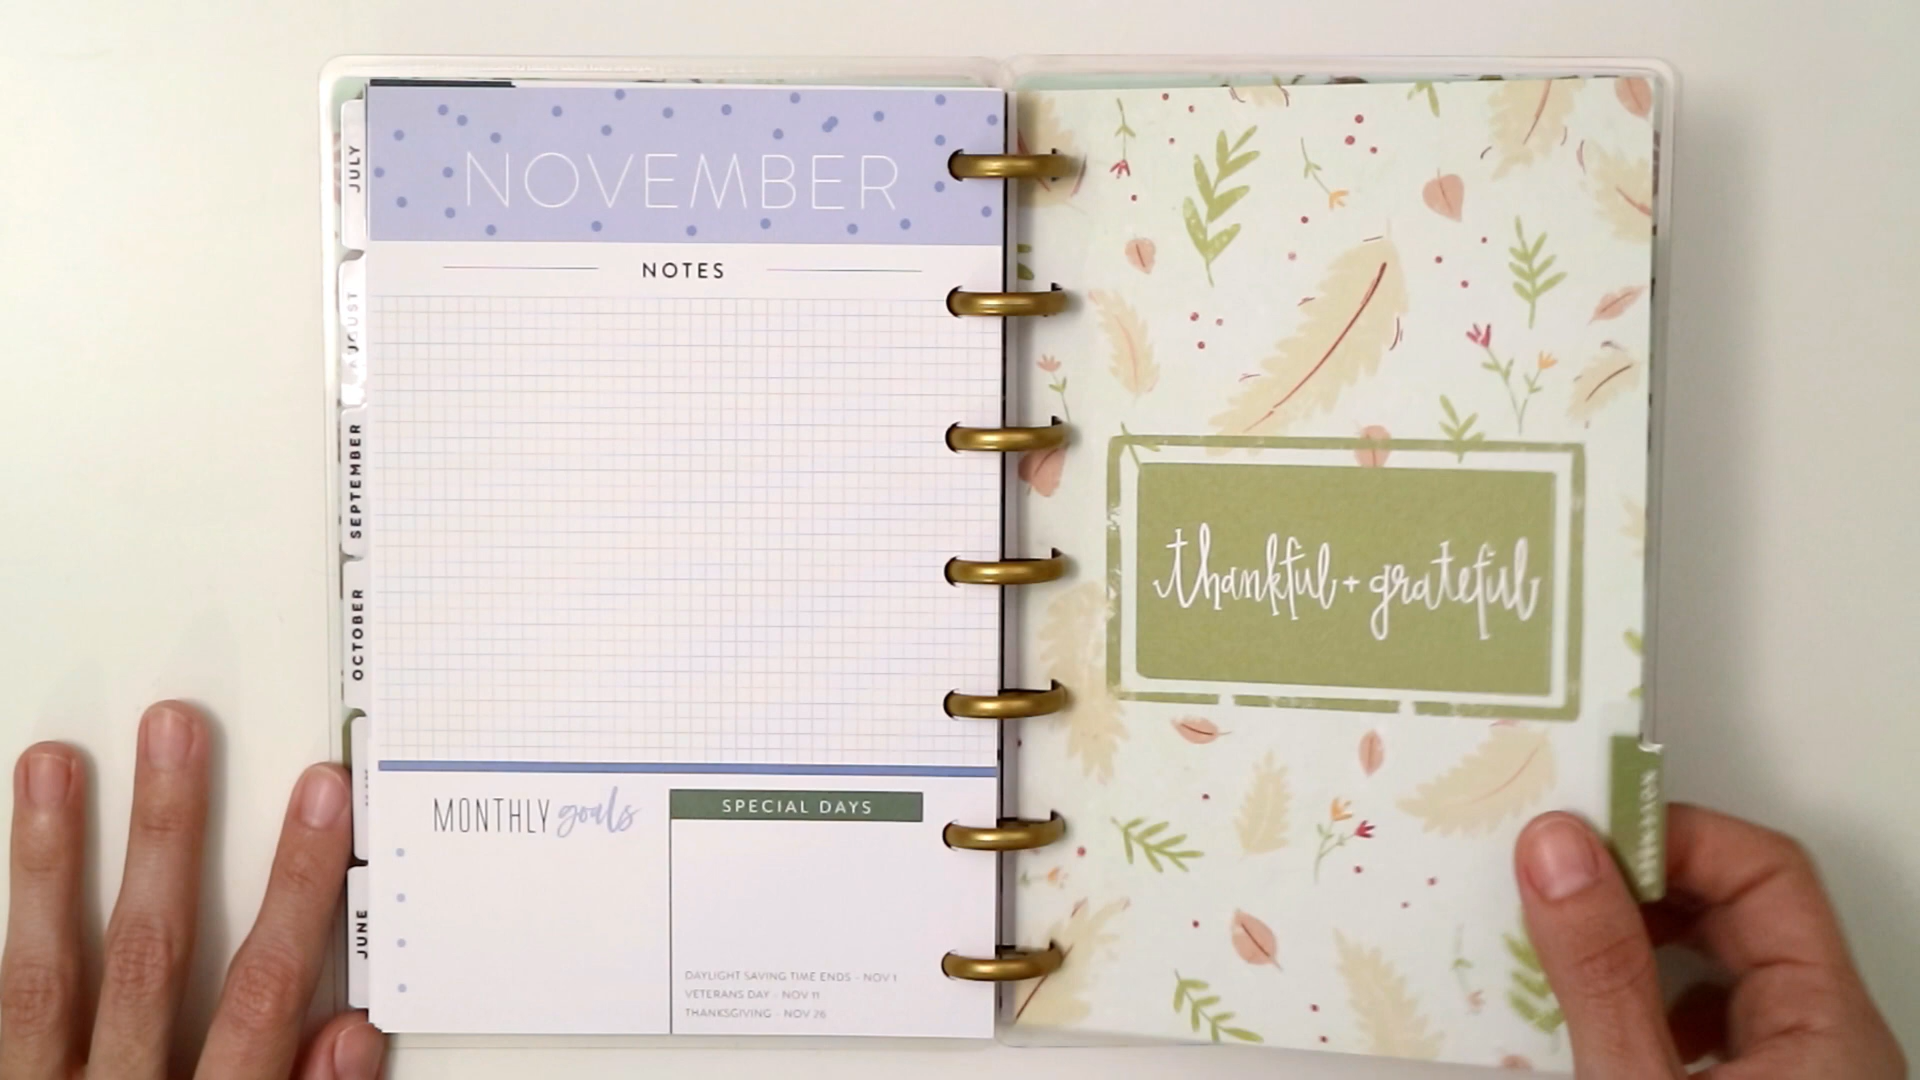 NOVEMBER
NOTES
MONTHLY goals
SPECIAL DAYS
DAYLIGHT SAVING TIME ENDS - NOV 1
VETERANS DAY - NOV 11
THANKSGIVING - NOV 26
JULY
AUGUST
SEPTEMBER
OCTOBER
JUNE
thankful + grateful